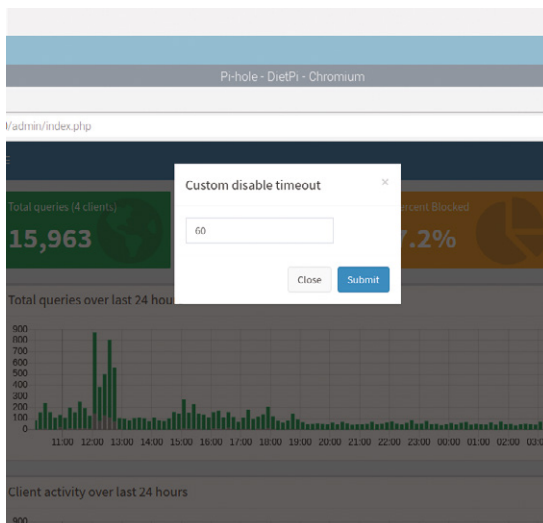 Pi-hole - DietPi - Chromium
/admin/index.php
Custom disable timeout
×
Total queries (4 clients)
ercent Blocked
15,963
7.2%
60
Close
Submit
Total queries over last 24 hou
900
800
700
600
500
400
300
200
100
0
11:00 12:00 13:00 14:00 15:00 16:00 17:00 18:00 19:00 20:00 21:00 22:00 23:00 00:00 01:00 02:00 03:0
Client activity over last 24 hours
900